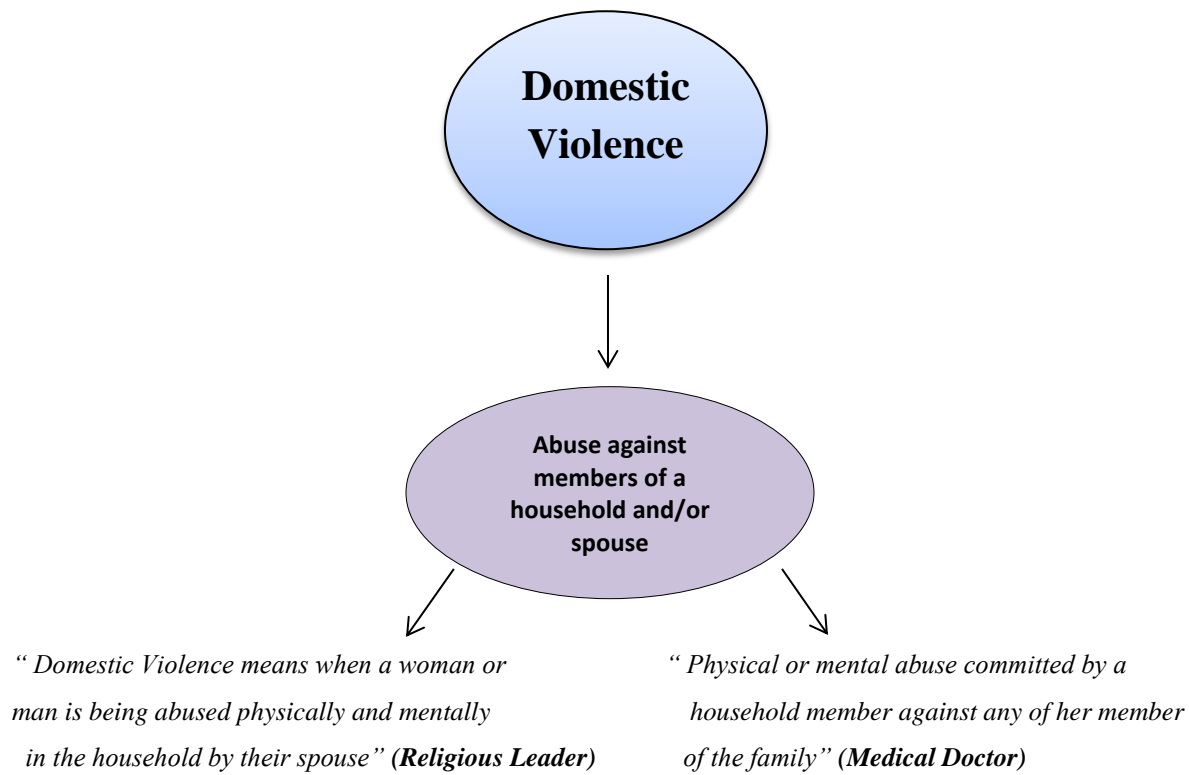 Domestic
Violence
Abuse against
members of a
household and/or
spouse
“ Domestic Violence means when a woman or
man is being abused physically and mentally
in the household by their spouse” (Religious Leader)
“ Physical or mental abuse committed by a
household member against any of her member
of the family” (Medical Doctor)